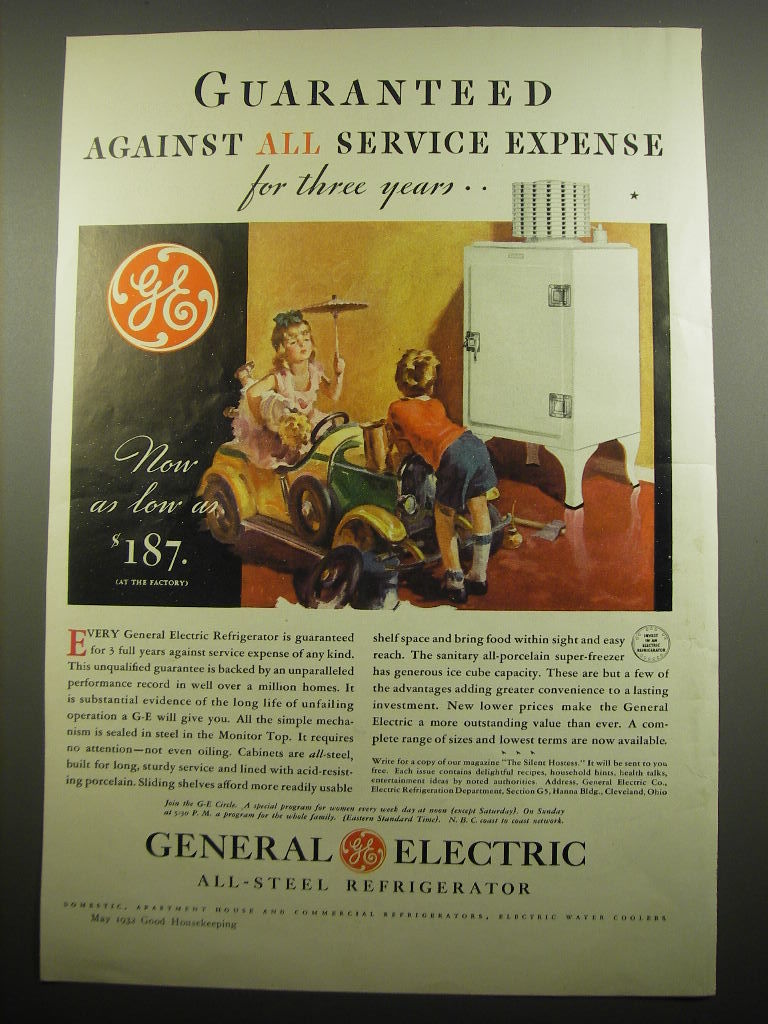 GUARANTEED
AGAINST ALL SERVICE EXPENSE
for three years . .
GE
Now
as low as
$187.
(AT THE FACTORY)
EVERY General Electric Refrigerator is guaranteed
for 3 full years against service expense of any kind.
This unqualified guarantee is backed by an unparalleled
performance record in well over a million homes. It
is substantial evidence of the long life of unfailing
operation a G-E will give you. All the simple mecha-
nism is sealed in steel in the Monitor Top. It requires
no attention—not even oiling. Cabinets are all-steel,
built for long, sturdy service and lined with acid-resist-
ing porcelain. Sliding shelves afford more readily usable
shelf space and bring food within sight and easy
reach. The sanitary all-porcelain super-freezer
has generous ice cube capacity. These are but a few of
the advantages adding greater convenience to a lasting
investment. New lower prices make the General
Electric a more outstanding value than ever. A com-
plete range of sizes and lowest terms are now available.
INVEST
IN AN
ELECTRIC
REFRIGERATOR
Write for a copy of our magazine "The Silent Hostess." It will be sent to you
free. Each issue contains delightful recipes, household hints, health talks,
entertainment ideas by noted authorities. Address, General Electric Co.,
Electric Refrigeration Department, Section G5, Hanna Bldg., Cleveland, Ohio
Join the G-E Circle. A special program for women every week day at noon (except Saturday). On Sunday
at 5:30 P. M. a program for the whole family. (Eastern Standard Time). N. B. C. coast to coast network.
GENERAL GE ELECTRIC
ALL-STEEL REFRIGERATOR
DOMESTIC, APARTMENT HOUSE AND COMMERCIAL REFRIGERATORS, ELECTRIC WATER COOLERS
May 1932 Good Housekeeping